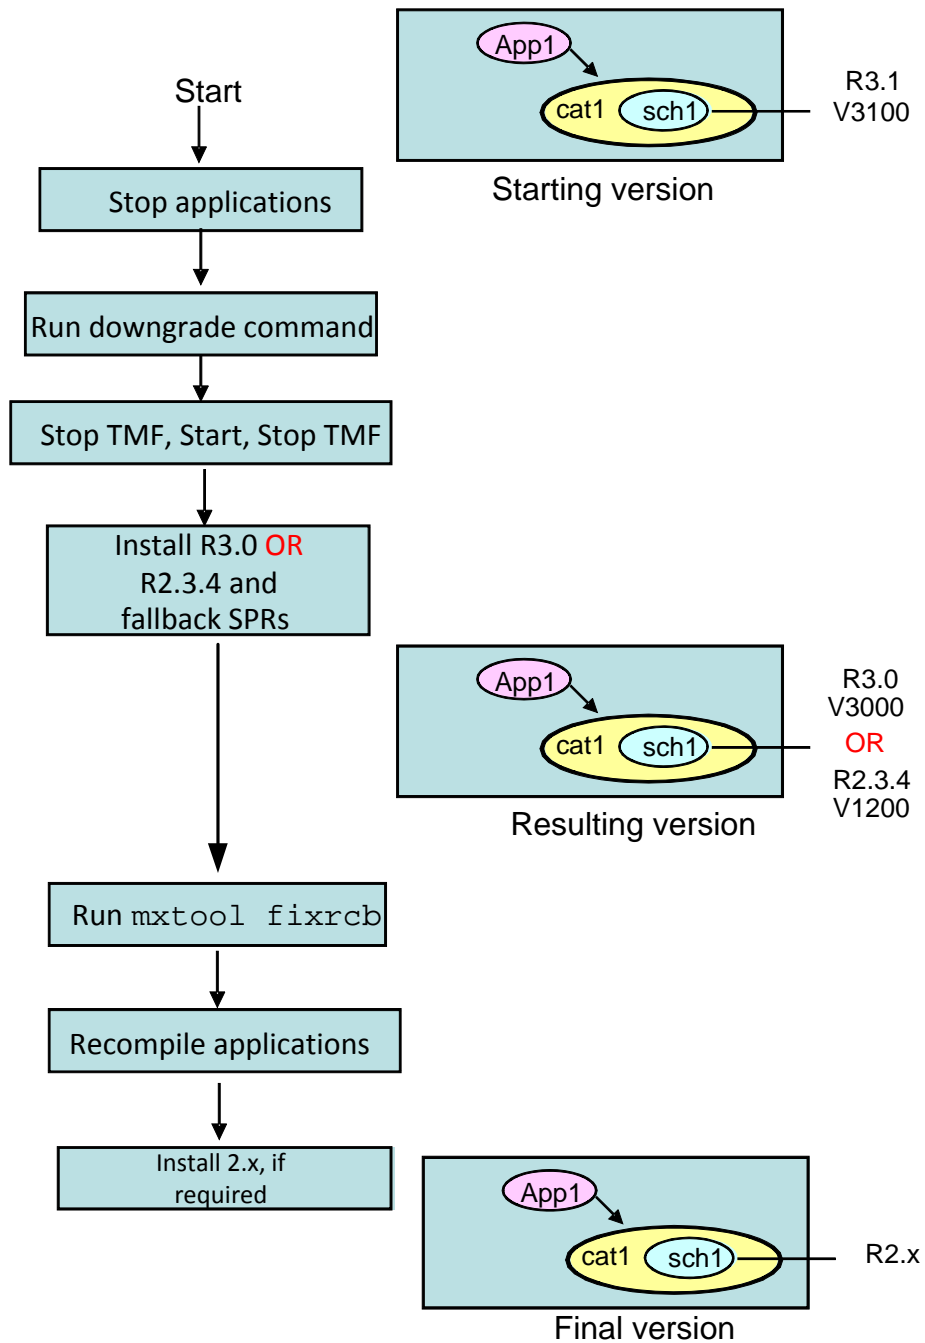 Start
Stop applications
Run downgrade command
Stop TMF, Start, Stop TMF
Install R3.0 OR
R2.3.4 and
fallback SPRs
Run mxtool fixrcb
Recompile applications
Install 2.x, if
required
App1
cat1
sch1
R3.1
V3100
Starting version
App1
cat1
sch1
R3.0
V3000
OR
R2.3.4
V1200
Resulting version
App1
cat1
sch1
R2.x
Final version